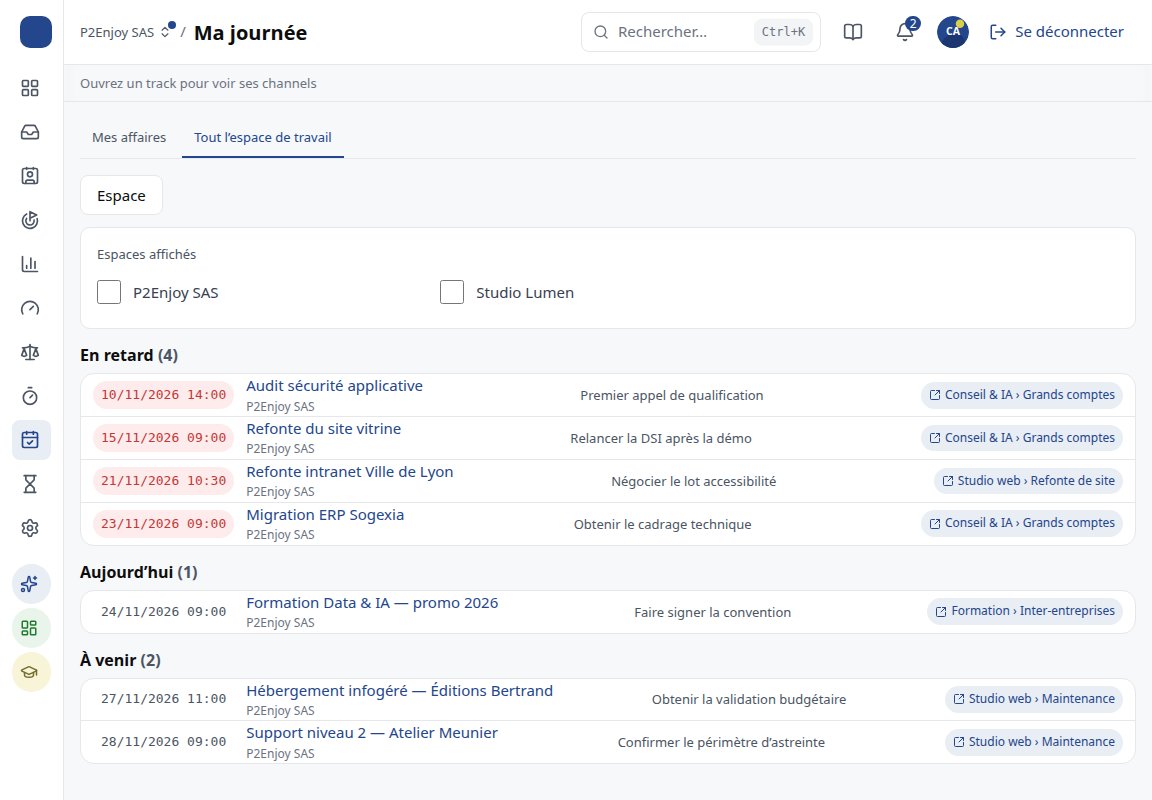 P2Enjoy SAS / Ma journée
Rechercher... Ctrl+K
2
CA
Se déconnecter
Ouvrez un track pour voir ses channels
Mes affaires
Tout l’espace de travail
Espace
Espaces affichés
P2Enjoy SAS
Studio Lumen
En retard (4)
10/11/2026 14:00 Audit sécurité applicative Premier appel de qualification Conseil & IA › Grands comptes
P2Enjoy SAS
15/11/2026 09:00 Refonte du site vitrine Relancer la DSI après la démo Conseil & IA › Grands comptes
P2Enjoy SAS
21/11/2026 10:30 Refonte intranet Ville de Lyon Négocier le lot accessibilité Studio web › Refonte de site
P2Enjoy SAS
23/11/2026 09:00 Migration ERP Sogexia Obtenir le cadrage technique Conseil & IA › Grands comptes
P2Enjoy SAS
Aujourd’hui (1)
24/11/2026 09:00 Formation Data & IA — promo 2026 Faire signer la convention Formation › Inter-entreprises
P2Enjoy SAS
À venir (2)
27/11/2026 11:00 Hébergement infogéré — Éditions Bertrand Obtenir la validation budgétaire Studio web › Maintenance
P2Enjoy SAS
28/11/2026 09:00 Support niveau 2 — Atelier Meunier Confirmer le périmètre d’astreinte Studio web › Maintenance
P2Enjoy SAS